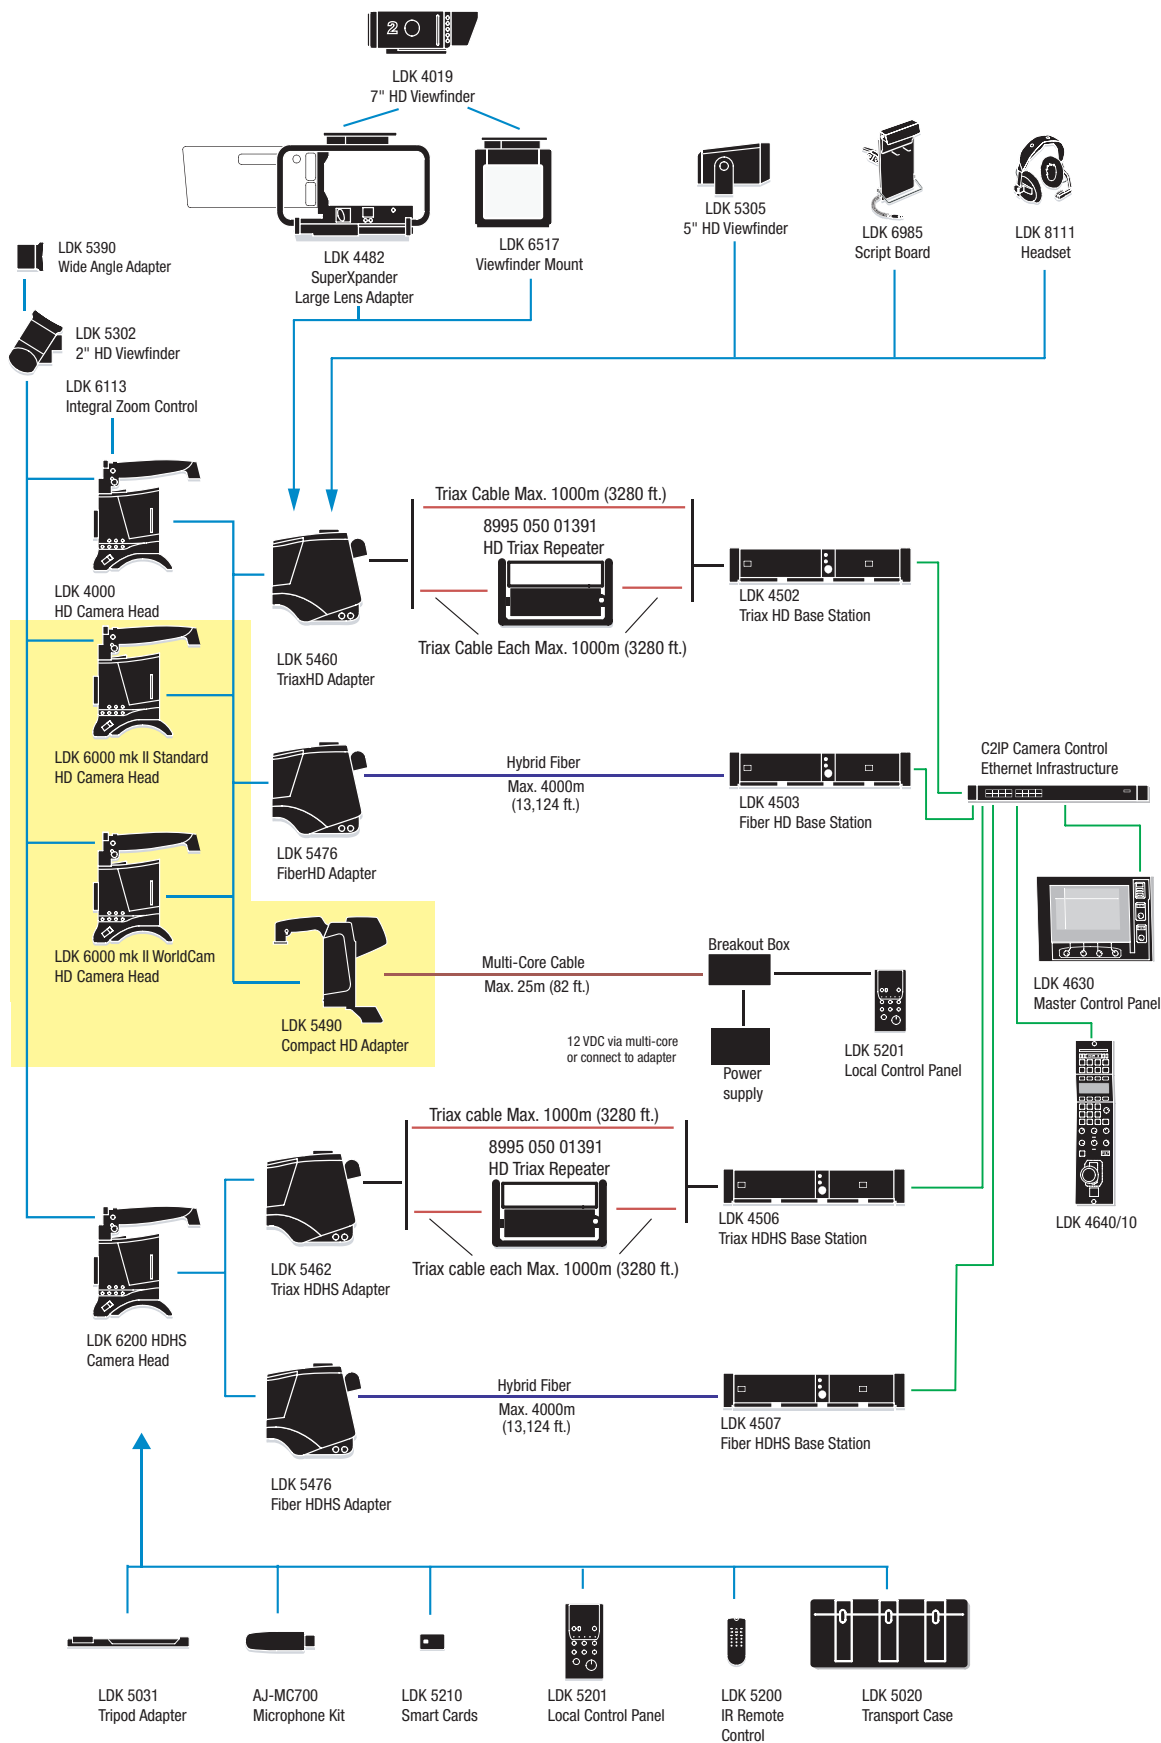 2
LDK 4019
7" HD Viewfinder
LDK 5390
Wide Angle Adapter
LDK 4482
SuperXpander
Large Lens Adapter
LDK 6517
Viewfinder Mount
LDK 5305
5" HD Viewfinder
LDK 6985
Script Board
LDK 8111
Headset
LDK 5302
2" HD Viewfinder
LDK 6113
Integral Zoom Control
LDK 4000
HD Camera Head
Triax Cable Max. 1000m (3280 ft.)
8995 050 01391
HD Triax Repeater
Triax Cable Each Max. 1000m (3280 ft.)
LDK 5460
TriaxHD Adapter
LDK 4502
Triax HD Base Station
LDK 6000 mk II Standard
HD Camera Head
Hybrid Fiber
Max. 4000m
(13,124 ft.)
LDK 5476
FiberHD Adapter
LDK 4503
Fiber HD Base Station
C2IP Camera Control
Ethernet Infrastructure
LDK 6000 mk II WorldCam
HD Camera Head
LDK 5490
Compact HD Adapter
Multi-Core Cable
Max. 25m (82 ft.)
Breakout Box
12 VDC via multi-core
or connect to adapter
Power
supply
LDK 5201
Local Control Panel
LDK 4630
Master Control Panel
LDK 4640/10
Triax cable Max. 1000m (3280 ft.)
8995 050 01391
HD Triax Repeater
Triax cable each Max. 1000m (3280 ft.)
LDK 5462
Triax HDHS Adapter
LDK 4506
Triax HDHS Base Station
LDK 6200 HDHS
Camera Head
Hybrid Fiber
Max. 4000m
(13,124 ft.)
LDK 5476
Fiber HDHS Adapter
LDK 4507
Fiber HDHS Base Station
LDK 5031
Tripod Adapter
AJ-MC700
Microphone Kit
LDK 5210
Smart Cards
LDK 5201
Local Control Panel
LDK 5200
IR Remote
Control
LDK 5020
Transport Case